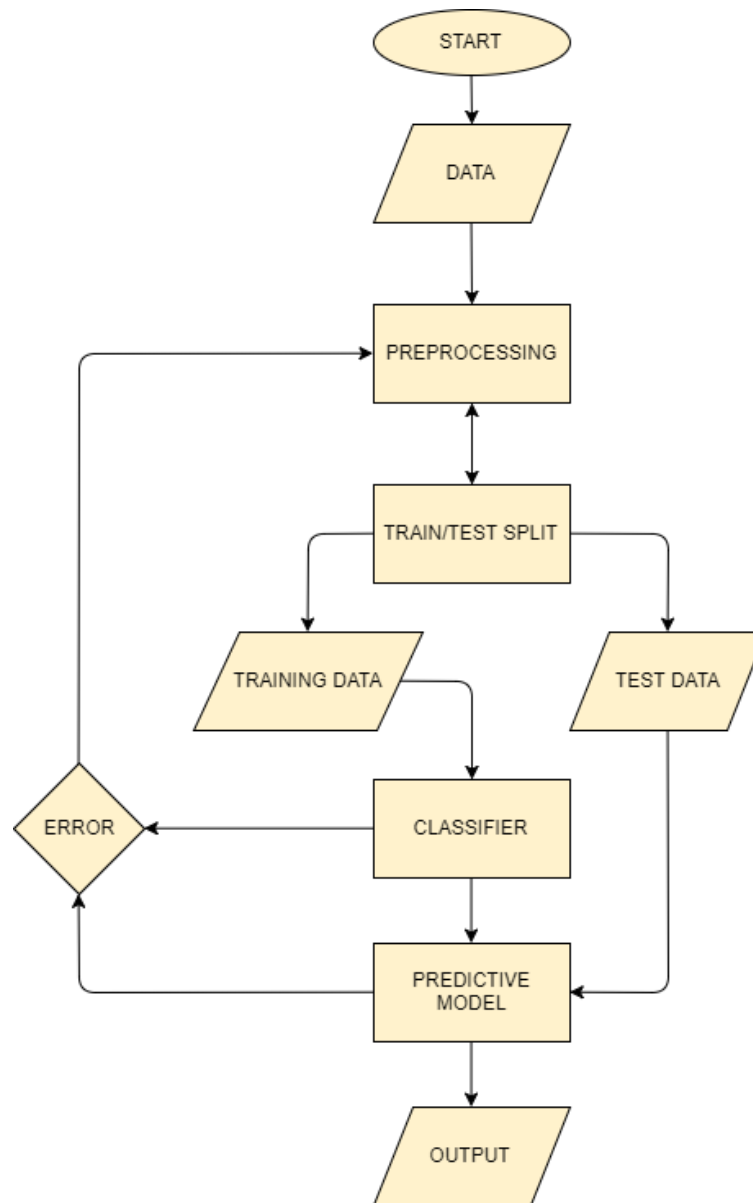 START
DATA
PREPROCESSING
TRAIN/TEST SPLIT
TRAINING DATA
TEST DATA
ERROR
CLASSIFIER
PREDICTIVE
MODEL
OUTPUT